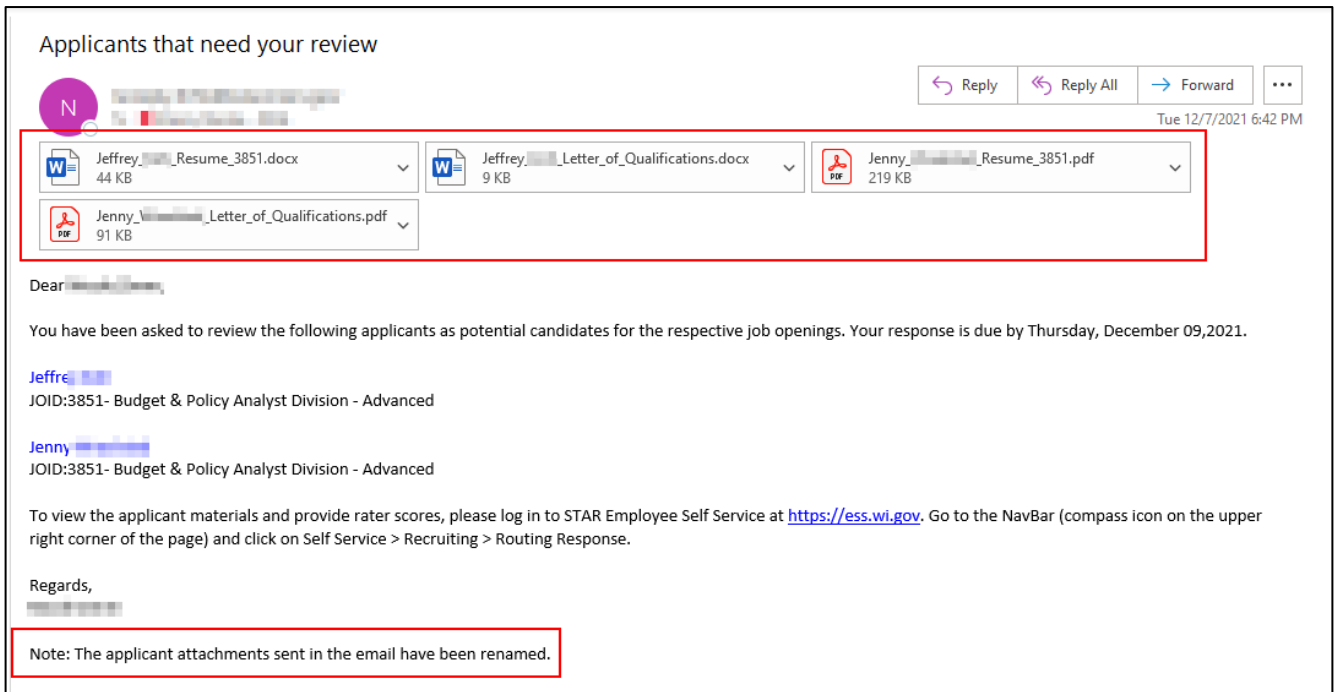 Applicants that need your review
Reply
Reply All
Forward
N
Tue 12/7/2021 6:42 PM
Jeffrey_ _Resume_3851.docx
44 KB
Jeffrey_ _Letter_of_Qualifications.docx
9 KB
Jenny_ _Resume_3851.pdf
219 KB
Jenny_ _Letter_of_Qualifications.pdf
91 KB
Dear
You have been asked to review the following applicants as potential candidates for the respective job openings. Your response is due by Thursday, December 09,2021.
Jeffrey
JOID:3851- Budget & Policy Analyst Division - Advanced
Jenny
JOID:3851- Budget & Policy Analyst Division - Advanced
To view the applicant materials and provide rater scores, please log in to STAR Employee Self Service at https://ess.wi.gov. Go to the NavBar (compass icon on the upper
right corner of the page) and click on Self Service > Recruiting > Routing Response.
Regards,
Note: The applicant attachments sent in the email have been renamed.